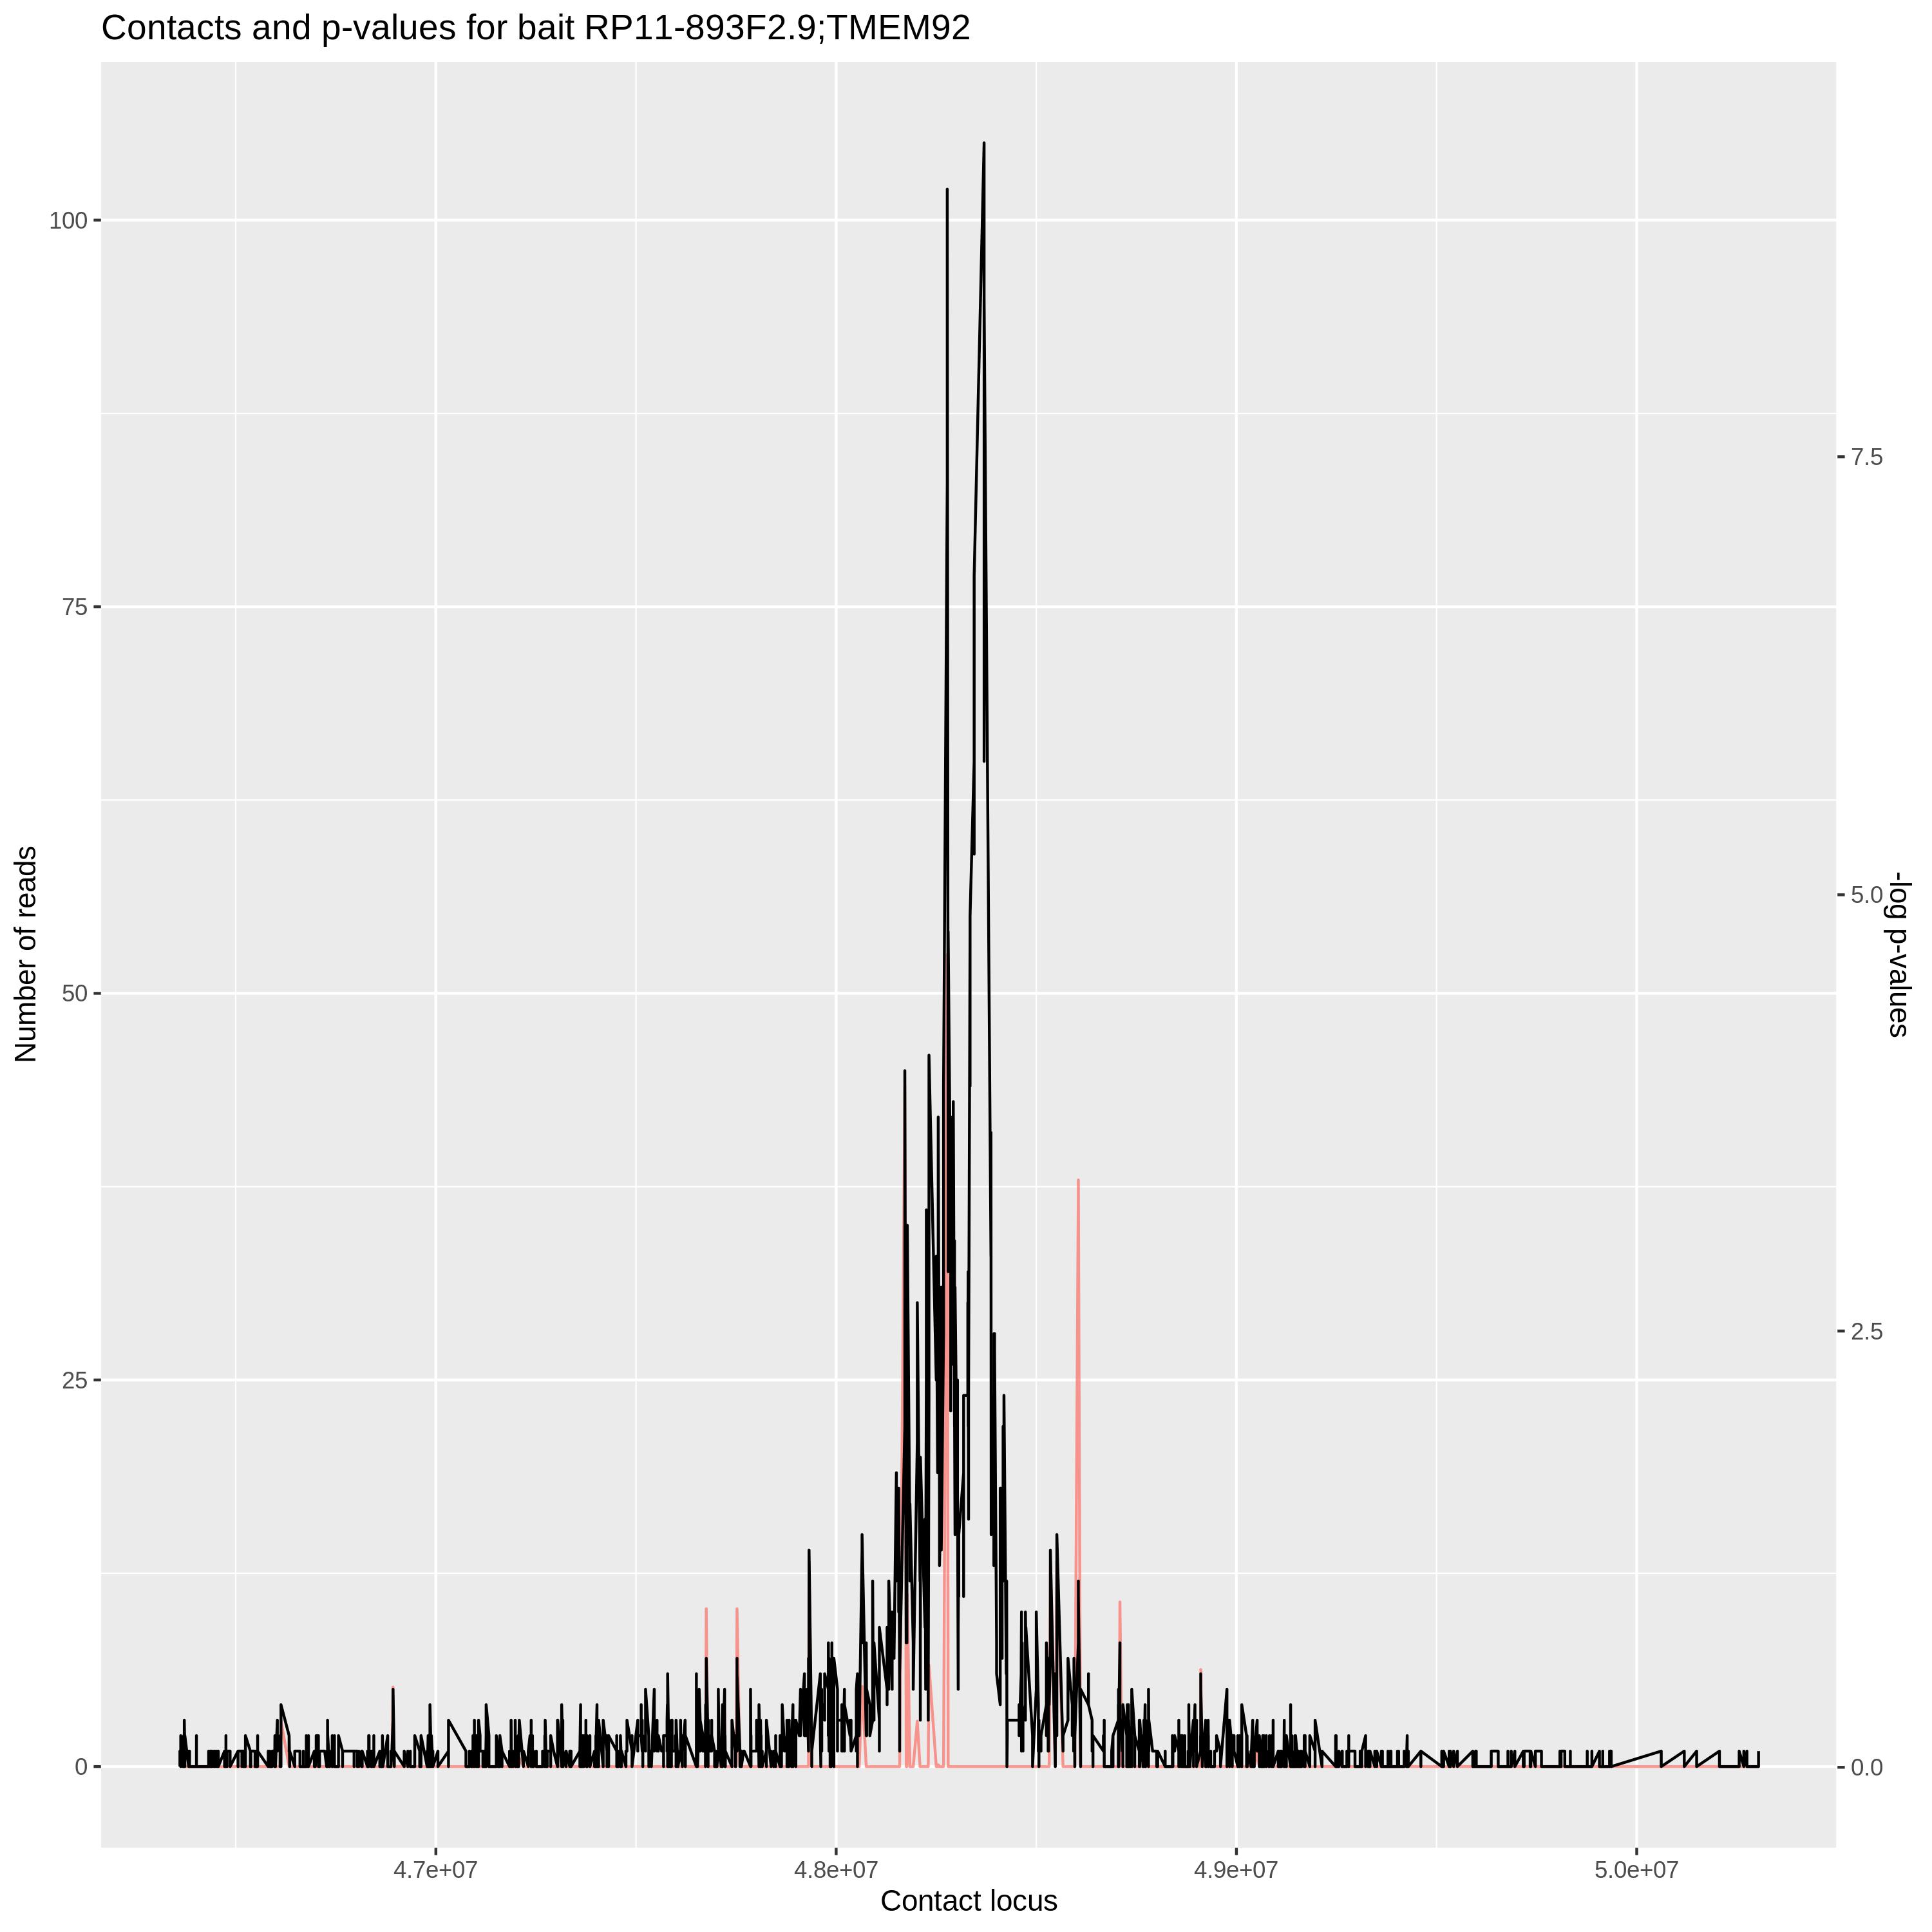 Contacts and p-values for bait RP11-893F2.9;TMEM92
Number of reads
100
75
50
25
0
7.5
5.0
2.5
0.0
-log p-values
4.7e+07 4.8e+07 4.9e+07 5.0e+07
Contact locus